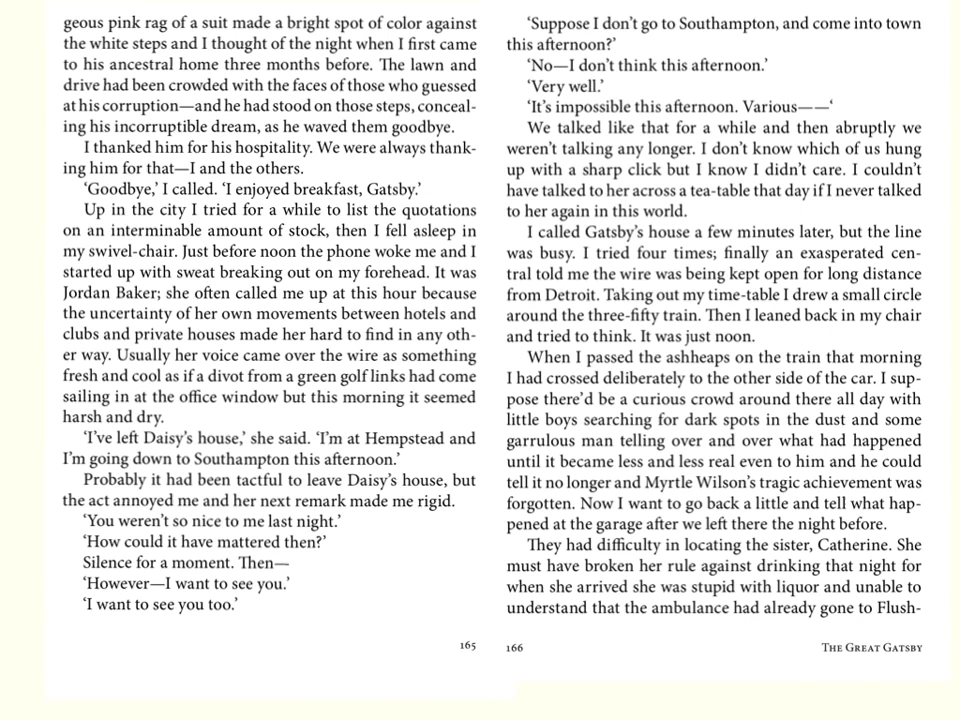 geous pink rag of a suit made a bright spot of color against
the white steps and I thought of the night when I first came
to his ancestral home three months before. The lawn and
drive had been crowded with the faces of those who guessed
at his corruption—and he had stood on those steps, conceal-
ing his incorruptible dream, as he waved them goodbye.
I thanked him for his hospitality. We were always thank-
ing him for that—I and the others.
‘Goodbye,’ I called. ‘I enjoyed breakfast, Gatsby.’
Up in the city I tried for a while to list the quotations
on an interminable amount of stock, then I fell asleep in
my swivel-chair. Just before noon the phone woke me and I
started up with sweat breaking out on my forehead. It was
Jordan Baker; she often called me up at this hour because
the uncertainty of her own movements between hotels and
clubs and private houses made her hard to find in any oth-
er way. Usually her voice came over the wire as something
fresh and cool as if a divot from a green golf links had come
sailing in at the office window but this morning it seemed
harsh and dry.
‘I’ve left Daisy’s house,’ she said. ‘I’m at Hempstead and
I’m going down to Southampton this afternoon.’
Probably it had been tactful to leave Daisy’s house, but
the act annoyed me and her next remark made me rigid.
‘You weren’t so nice to me last night.’
‘How could it have mattered then?’
Silence for a moment. Then—
‘However—I want to see you.’
‘I want to see you too.’
165
‘Suppose I don’t go to Southampton, and come into town
this afternoon?’
‘No—I don’t think this afternoon.’
‘Very well.’
‘It’s impossible this afternoon. Various——‘
We talked like that for a while and then abruptly we
weren’t talking any longer. I don’t know which of us hung
up with a sharp click but I know I didn’t care. I couldn’t
have talked to her across a tea-table that day if I never talked
to her again in this world.
I called Gatsby’s house a few minutes later, but the line
was busy. I tried four times; finally an exasperated cen-
tral told me the wire was being kept open for long distance
from Detroit. Taking out my time-table I drew a small circle
around the three-fifty train. Then I leaned back in my chair
and tried to think. It was just noon.
When I passed the ashheaps on the train that morning
I had crossed deliberately to the other side of the car. I sup-
pose there’d be a curious crowd around there all day with
little boys searching for dark spots in the dust and some
garrulous man telling over and over what had happened
until it became less and less real even to him and he could
tell it no longer and Myrtle Wilson’s tragic achievement was
forgotten. Now I want to go back a little and tell what hap-
pened at the garage after we left there the night before.
They had difficulty in locating the sister, Catherine. She
must have broken her rule against drinking that night for
when she arrived she was stupid with liquor and unable to
understand that the ambulance had already gone to Flush-
166
The Great Gatsby